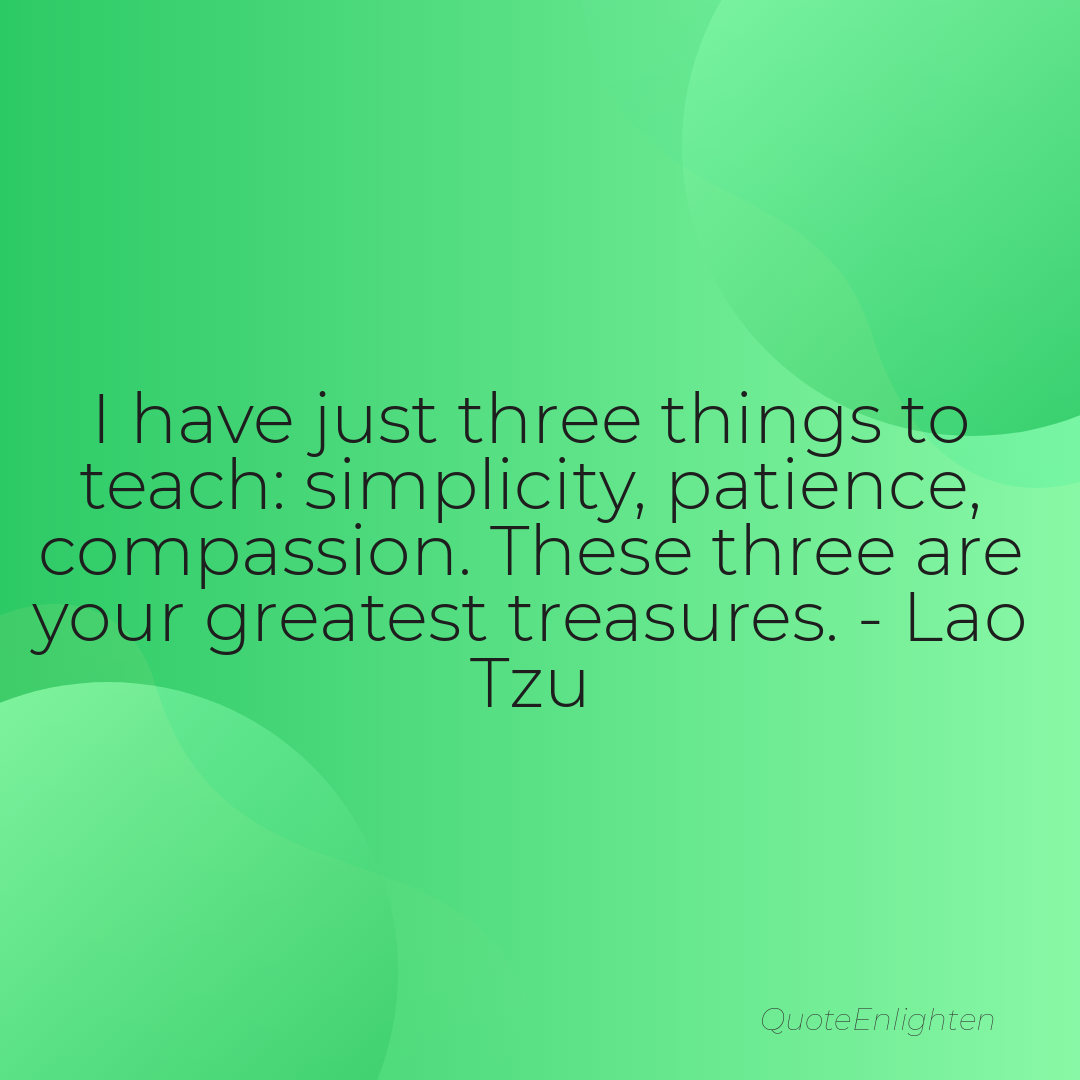 I have just three things to
teach: simplicity, patience,
compassion. These three are
your greatest treasures. - Lao
Tzu
QuoteEnlighten